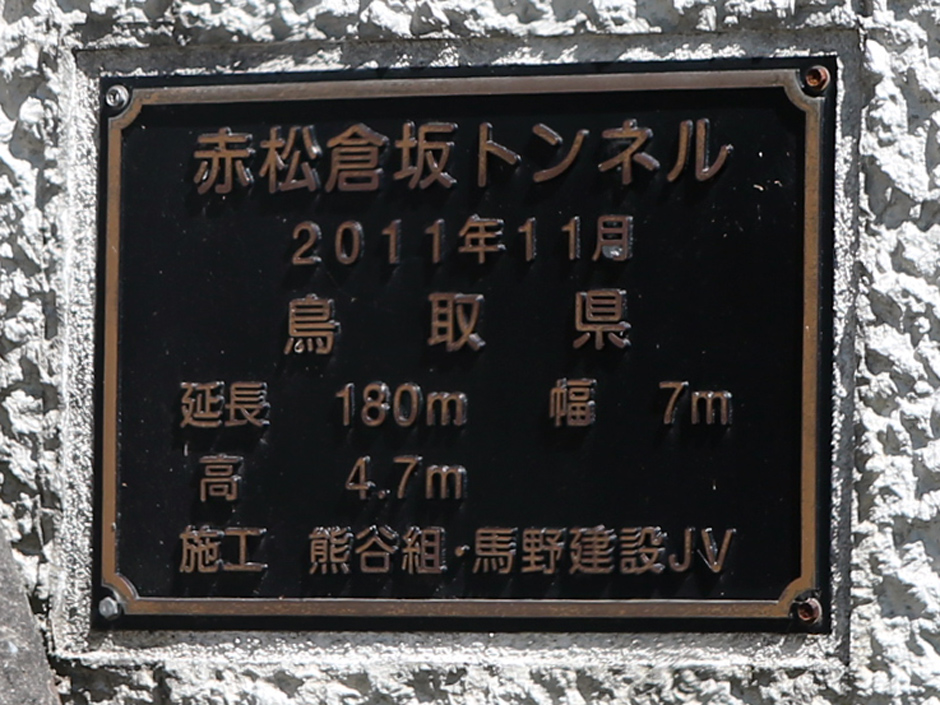 赤松倉坂トンネル
2011年11月
鳥取県
延長 180m 幅 7m
高 4.7m
施工 熊谷組・馬野建設JV